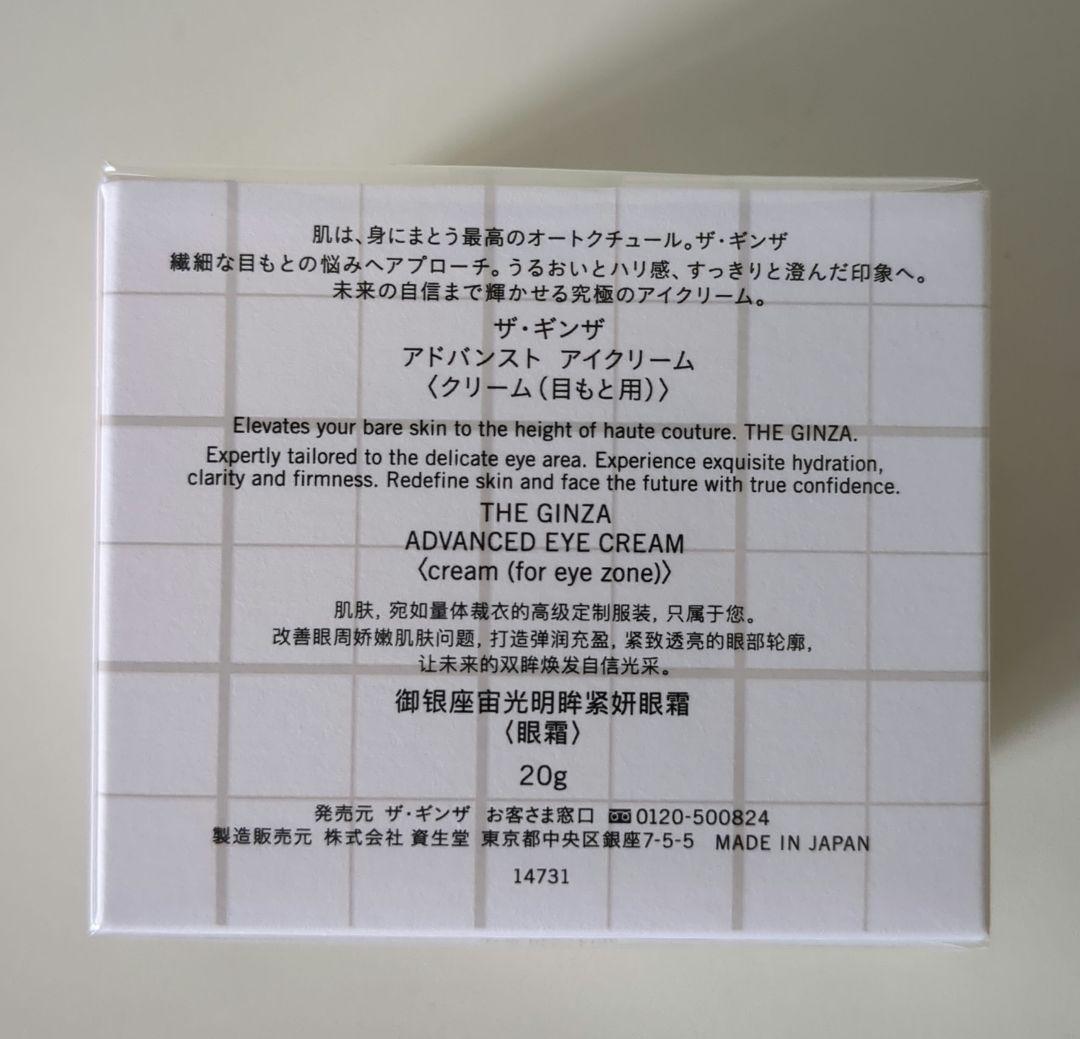 肌は、身にまとう最高のオートクチュール。ザ・ギンザ
繊細な目もとの悩みへアプローチ。うるおいとハリ感、すっきりと澄んだ印象へ。
未来の自信まで輝かせる究極のアイクリーム。
ザ・ギンザ
アドバンスト アイクリーム
〈クリーム(目もと用)〉
Elevates your bare skin to the height of haute couture. THE GINZA.
Expertly tailored to the delicate eye area. Experience exquisite hydration,
clarity and firmness. Redefine skin and face the future with true confidence.
THE GINZA
ADVANCED EYE CREAM
〈cream (for eye zone)〉
肌肤, 宛如量体裁衣的高级定制服装, 只属于您。
改善眼周娇嫩肌肤问题, 打造弹润充盈, 紧致透亮的眼部轮廓,
让未来的双眸焕发自信光采。
御银座宙光明眸紧妍眼霜
〈眼霜〉
20g
発売元 ザ・ギンザ お客さま窓口 0120-500824
製造販売元 株式会社 資生堂 東京都中央区銀座7-5-5 MADE IN JAPAN
14731